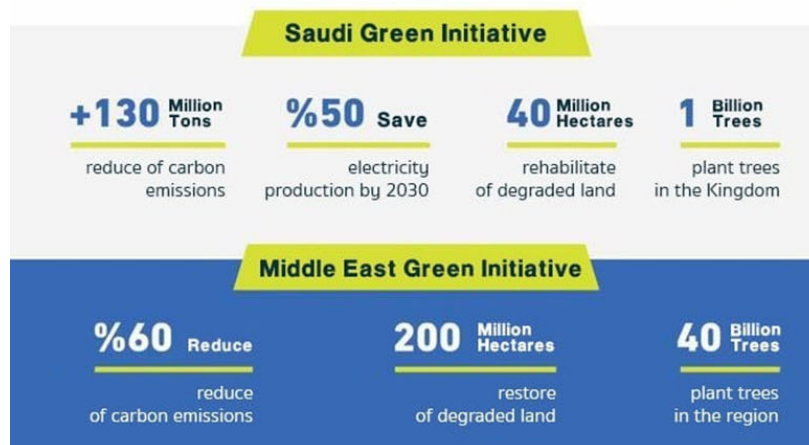 Saudi Green Initiative
+130 Million Tons
reduce of carbon
emissions
%50 Save
electricity
production by 2030
40 Million Hectares
rehabilitate
of degraded land
1 Billion Trees
plant trees
in the Kingdom
Middle East Green Initiative
%60 Reduce
reduce
of carbon emissions
200 Million Hectares
restore
of degraded land
40 Billion Trees
plant trees
in the region